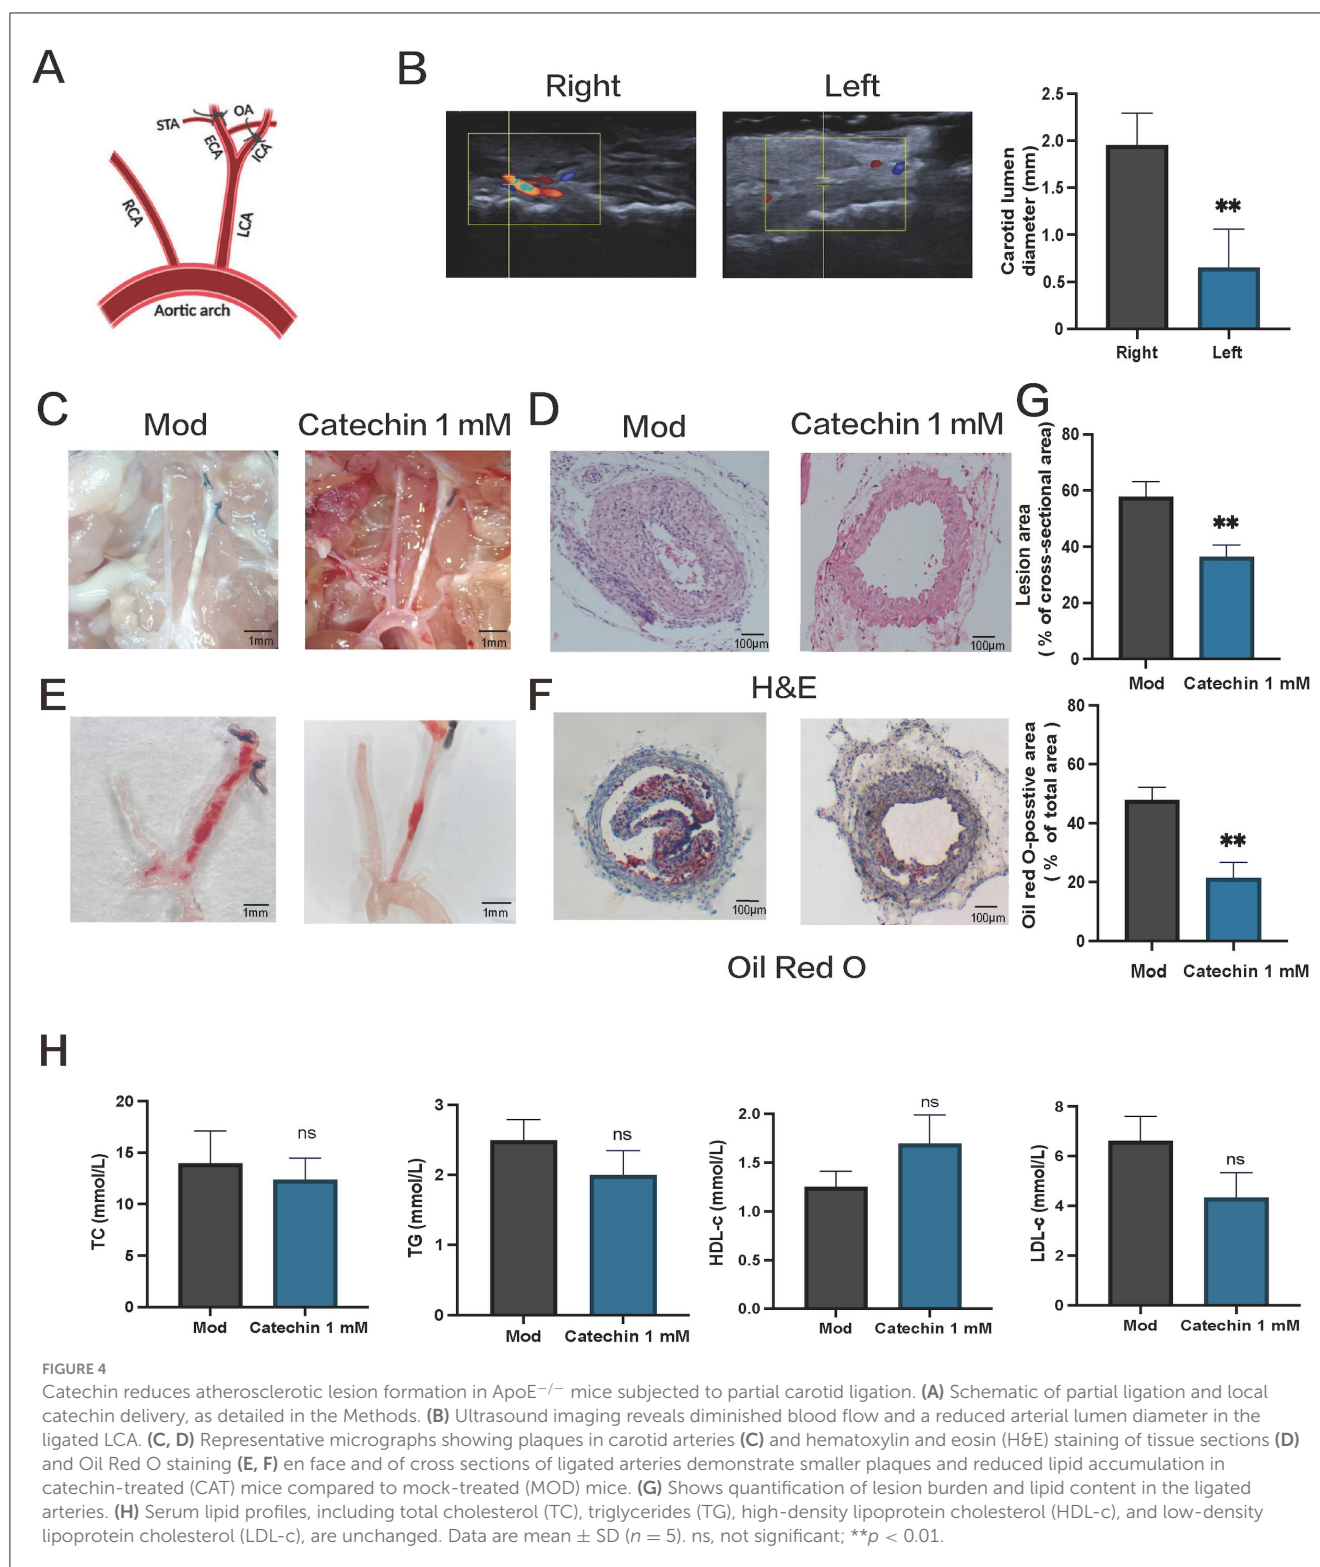 A
STA
OA
ECA
ICA
RCA
LCA
Aortic arch
B
Right
Left
Carotid lumen
diameter (mm)
2.5
2.0
1.5
1.0
0.5
0
**
Right
Left
C
Mod
Catechin 1 mM
1mm
1mm
D
Mod
Catechin 1 mM
100µm
100µm
H&E
G
Lesion area
( % of cross-sectional area)
80
60
40
20
0
**
Mod
Catechin 1 mM
E
1mm
1mm
F
100µm
100µm
Oil Red O
Oil red O-posstive area
( % of total area )
80
60
40
20
0
**
Mod
Catechin 1 mM
H
TC (mmol/L)
20
15
10
5
0
ns
Mod
Catechin 1 mM
TG (mmol/L)
3
2
1
0
ns
Mod
Catechin 1 mM
HDL-c (mmol/L)
2.0
1.5
1.0
0.5
0.0
ns
Mod
Catechin 1 mM
LDL-c (mmol/L)
8
6
4
2
0
ns
Mod
Catechin 1 mM
FIGURE 4
Catechin reduces atherosclerotic lesion formation in ApoE−/− mice subjected to partial carotid ligation. (A) Schematic of partial ligation and local
catechin delivery, as detailed in the Methods. (B) Ultrasound imaging reveals diminished blood flow and a reduced arterial lumen diameter in the
ligated LCA. (C, D) Representative micrographs showing plaques in carotid arteries (C) and hematoxylin and eosin (H&E) staining of tissue sections (D)
and Oil Red O staining (E, F) en face and of cross sections of ligated arteries demonstrate smaller plaques and reduced lipid accumulation in
catechin-treated (CAT) mice compared to mock-treated (MOD) mice. (G) Shows quantification of lesion burden and lipid content in the ligated
arteries. (H) Serum lipid profiles, including total cholesterol (TC), triglycerides (TG), high-density lipoprotein cholesterol (HDL-c), and low-density
lipoprotein cholesterol (LDL-c), are unchanged. Data are mean ± SD (n = 5). ns, not significant; **p < 0.01.